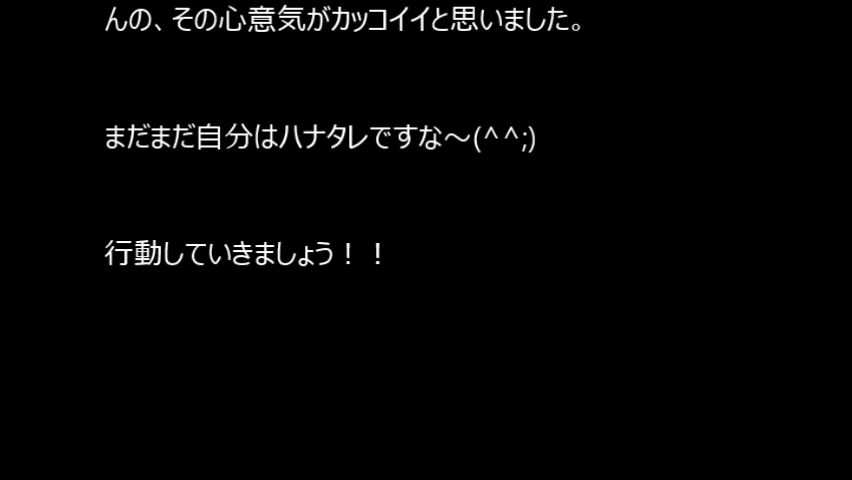 んの、その心意気がカッコイイと思いました。
まだまだ自分はハナタレですな～(^^;)
行動していきましょう！！